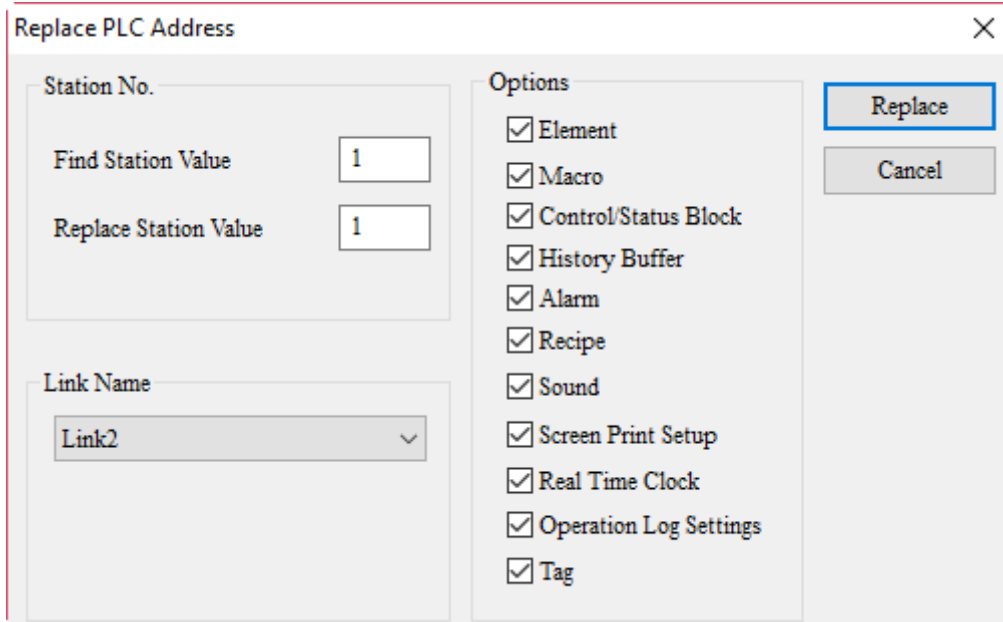 Replace PLC Address
Station No.
Find Station Value 1
Replace Station Value 1
Link Name
Link2
Options
Element
Macro
Control/Status Block
History Buffer
Alarm
Recipe
Sound
Screen Print Setup
Real Time Clock
Operation Log Settings
Tag
Replace
Cancel